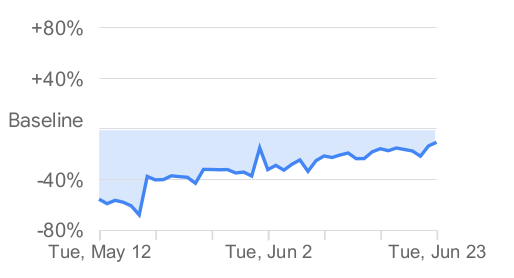 +80%
+40%
Baseline
-40%
-80%
Tue, May 12 Tue, Jun 2 Tue, Jun 23